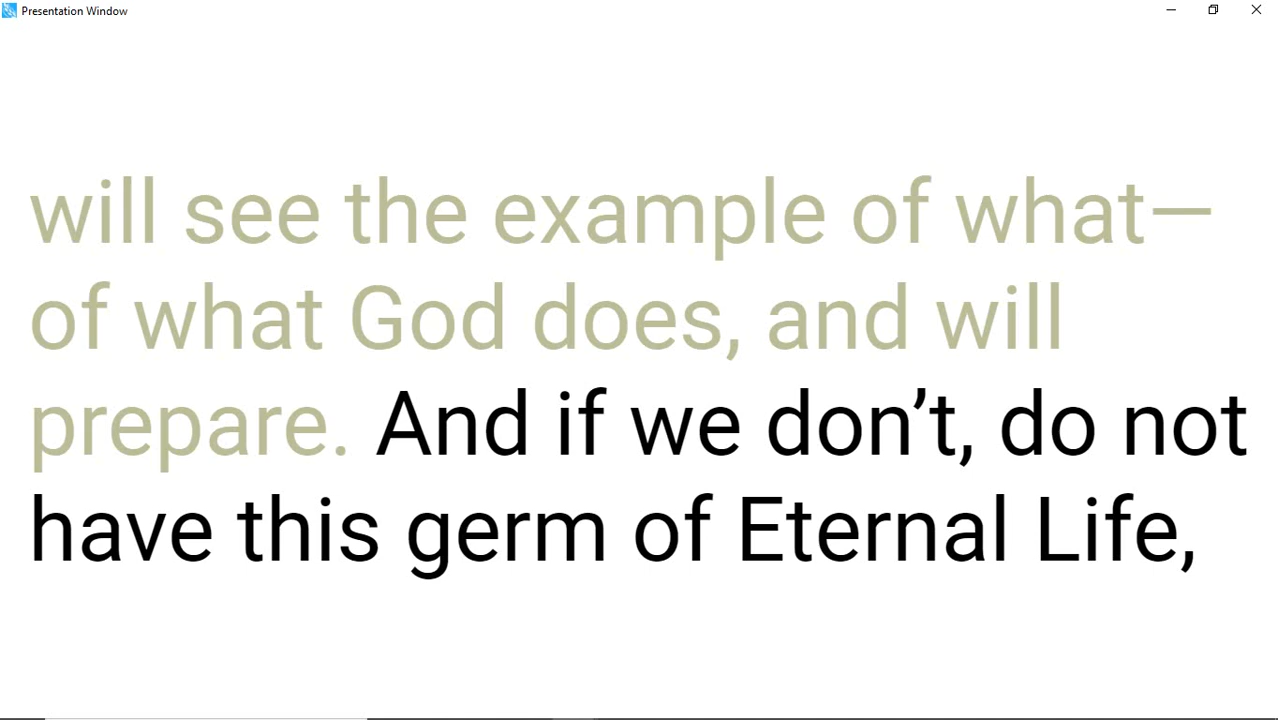 Presentation Window
will see the example of what—
of what God does, and will
prepare. And if we don’t, do not
have this germ of Eternal Life,